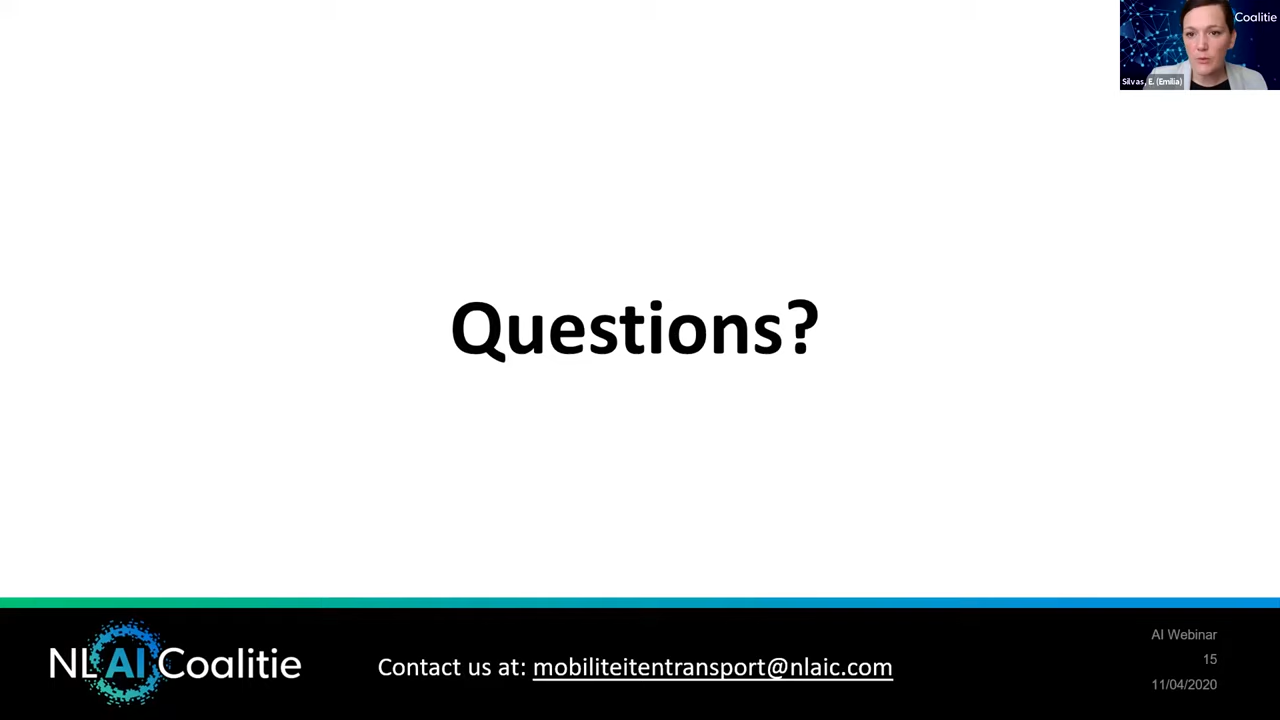 Coalitie
Silvas, E. (Emilia)
Questions?
NL AI Coalitie
Contact us at: mobiliteitentransport@nlaic.com
AI Webinar
15
11/04/2020